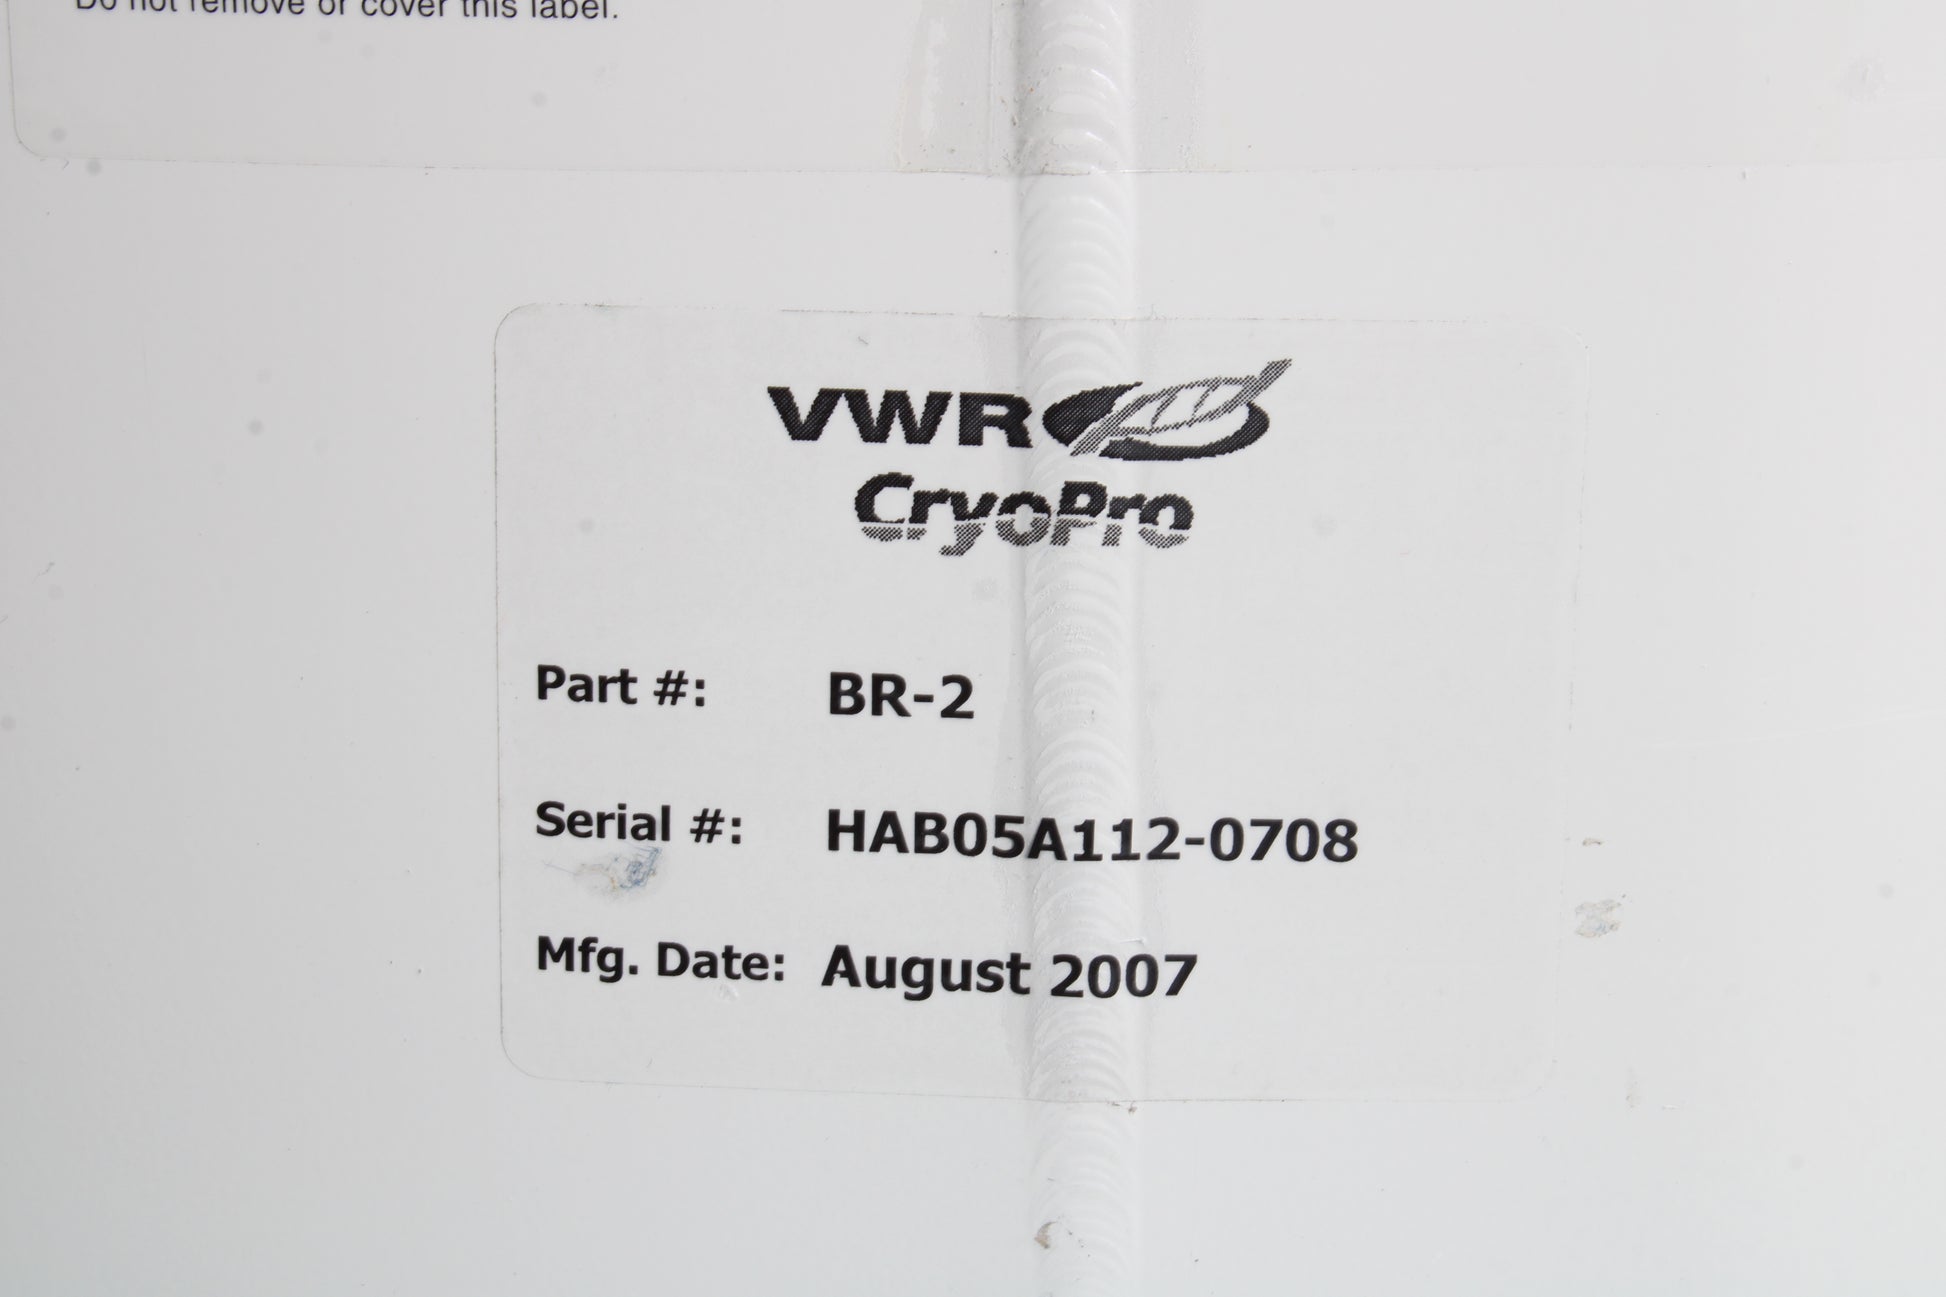 Do not remove or cover this label.
VWR
CryoPro
Part #: BR-2
Serial #: HAB05A112-0708
Mfg. Date: August 2007